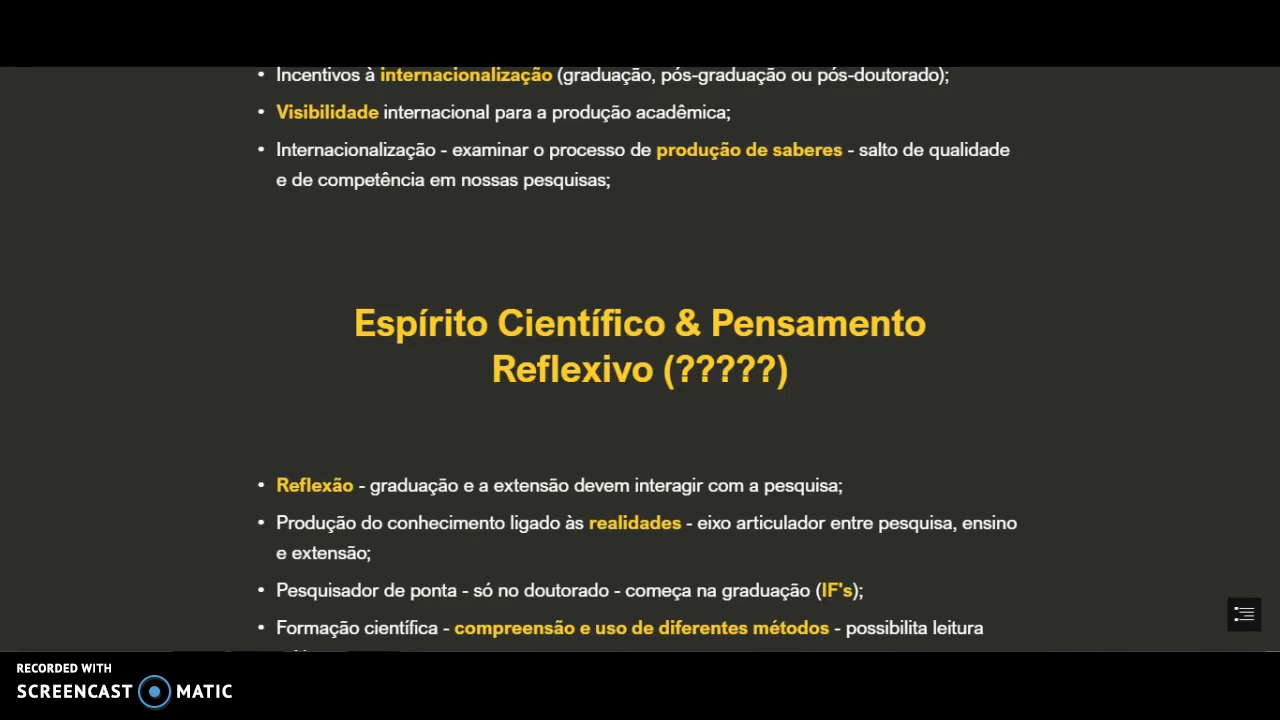 • Incentivos à internacionalização (graduação, pós-graduação ou pós-doutorado);
• Visibilidade internacional para a produção acadêmica;
• Internacionalização - examinar o processo de produção de saberes - salto de qualidade
e de competência em nossas pesquisas;
Espírito Científico & Pensamento
Reflexivo (?????)
• Reflexão - graduação e a extensão devem interagir com a pesquisa;
• Produção do conhecimento ligado às realidades - eixo articulador entre pesquisa, ensino
e extensão;
• Pesquisador de ponta - só no doutorado - começa na graduação (IF's);
• Formação científica - compreensão e uso de diferentes métodos - possibilita leitura
RECORDED WITH
SCREENCAST MATIC